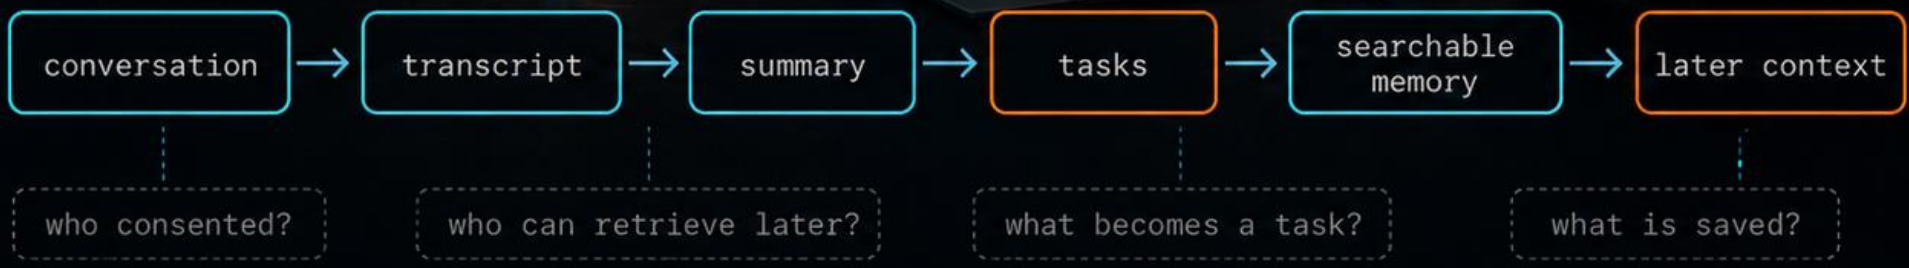 conversation
transcript
summary
tasks
searchable
memory
later context
who consented?
who can retrieve later?
what becomes a task?
what is saved?